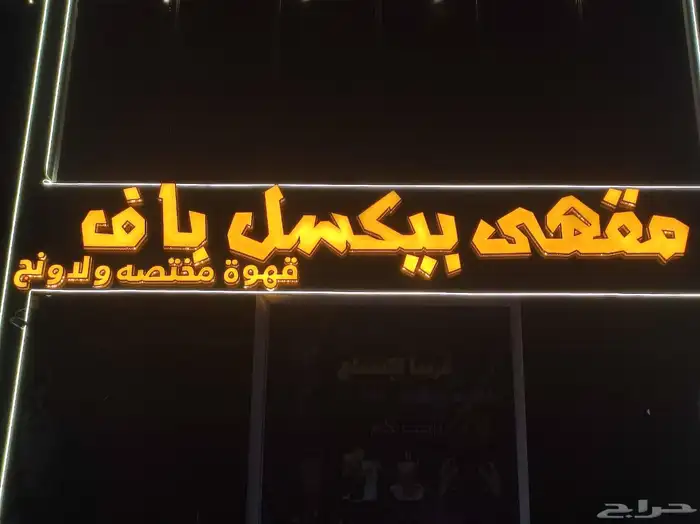 مقهى بيكسل باف
قهوة مختصه ولاونج
حراج